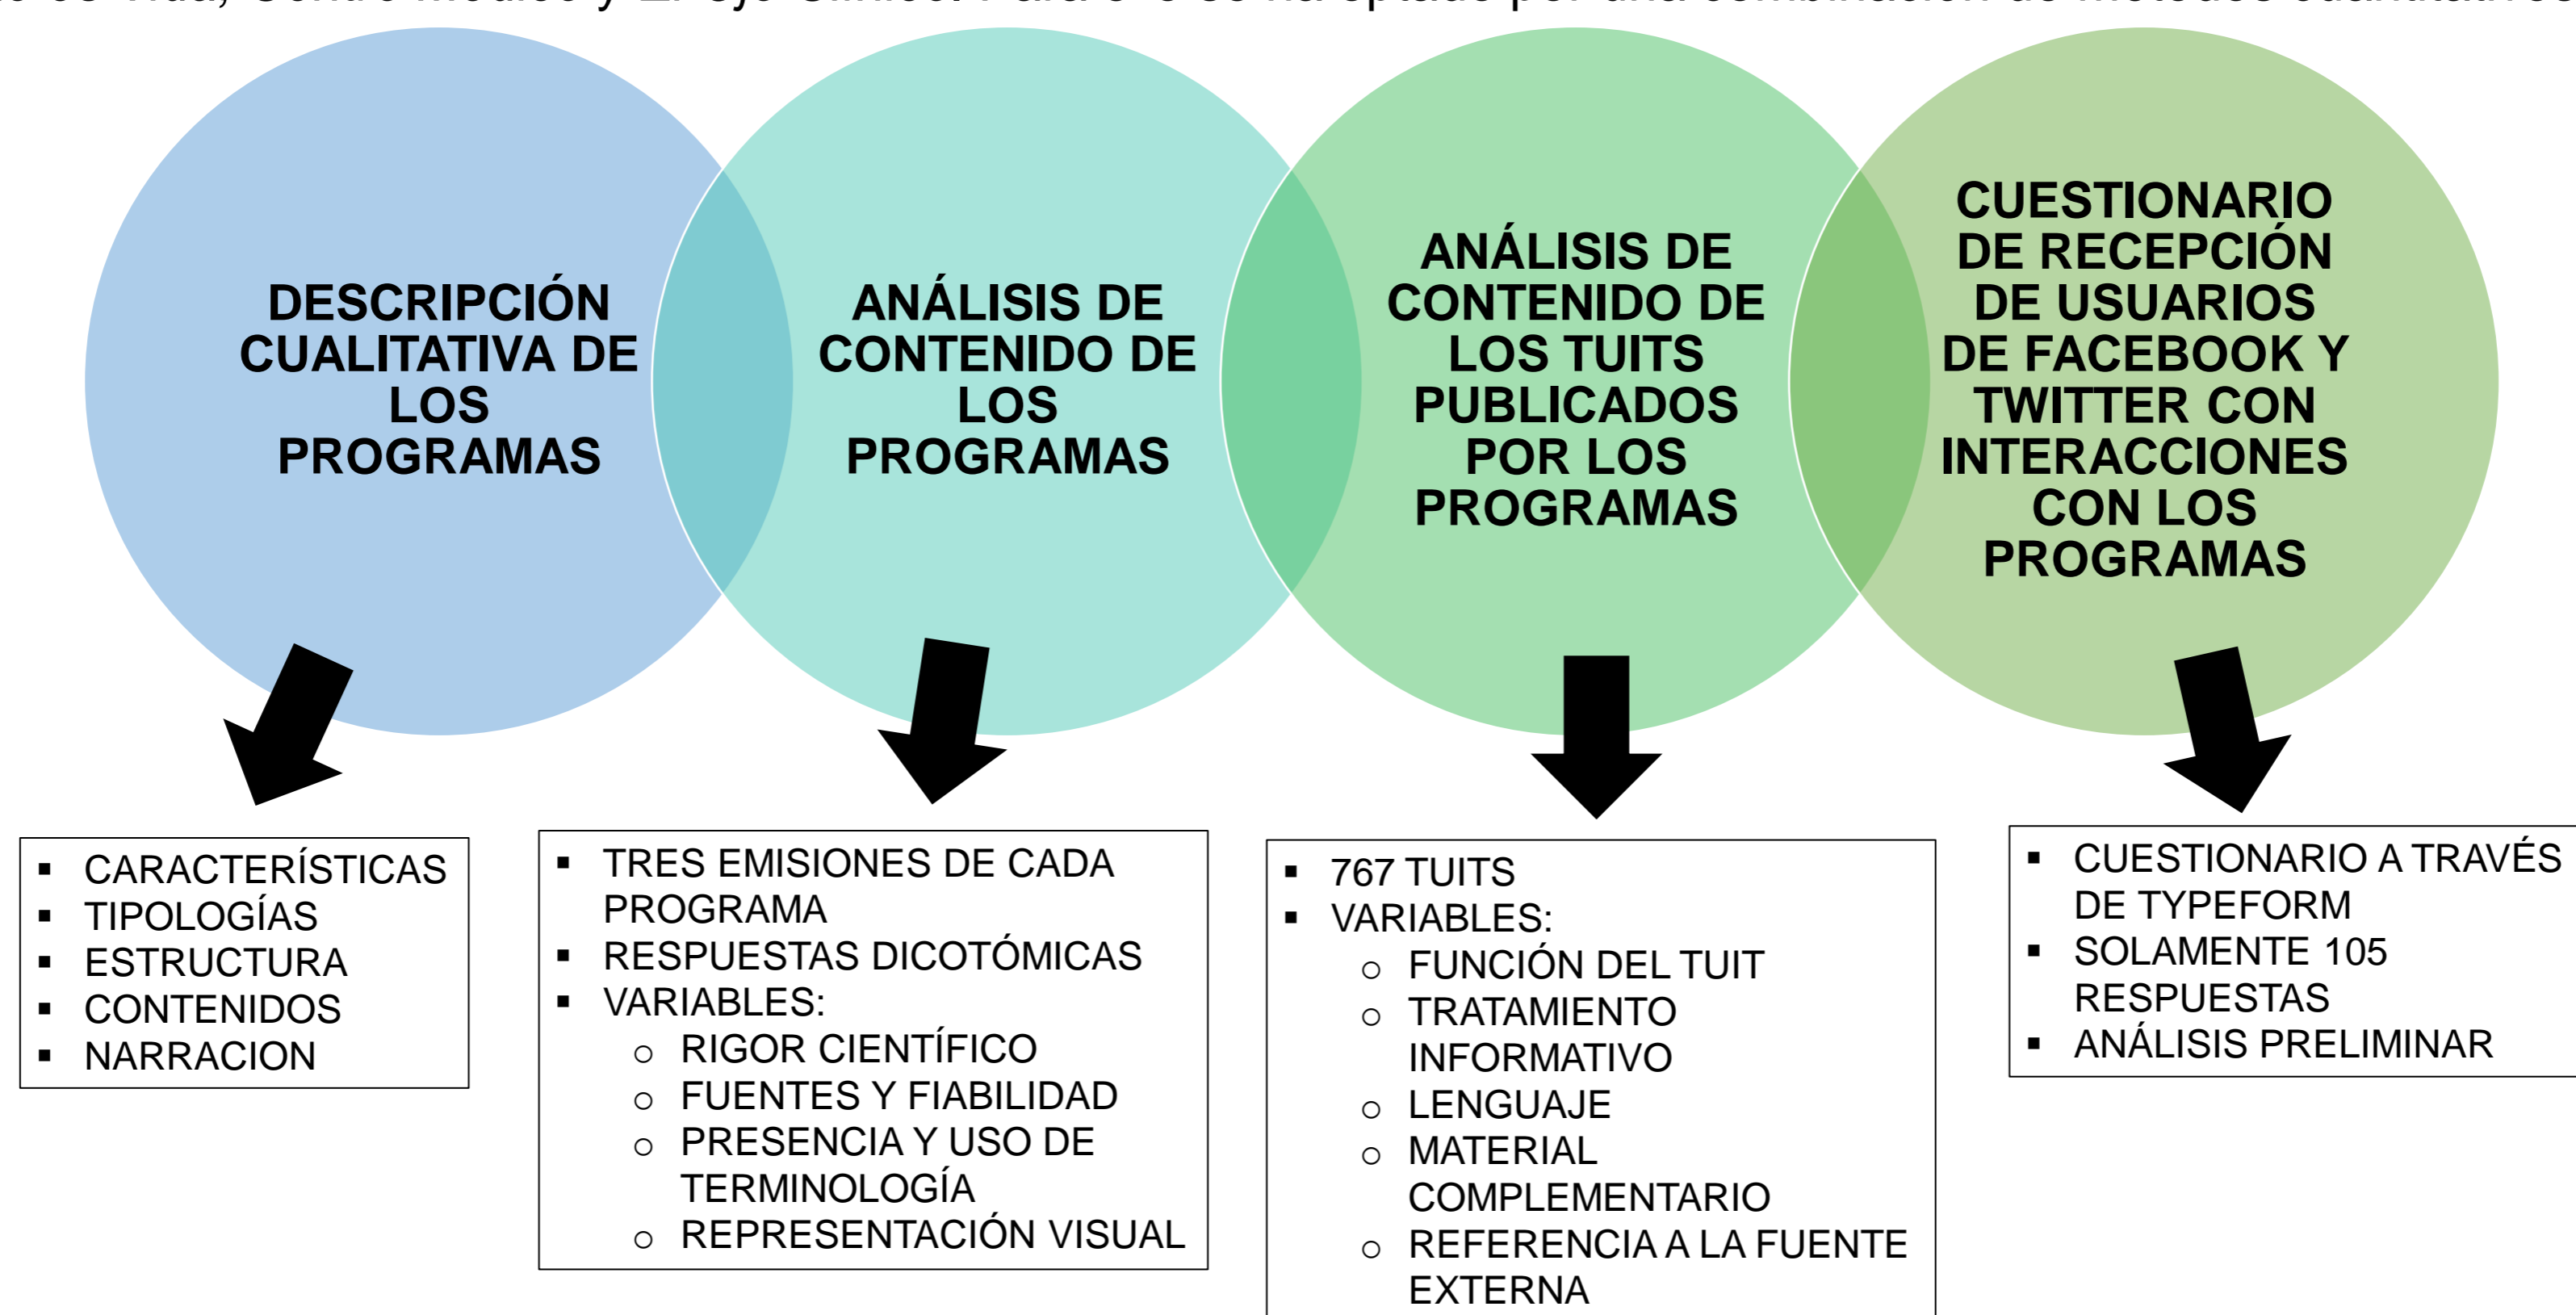 DESCRIPCIÓN
CUALITATIVA DE
LOS
PROGRAMAS
ANÁLISIS DE
CONTENIDO DE
LOS
PROGRAMAS
ANÁLISIS DE
CONTENIDO DE
LOS TUITS
PUBLICADOS
POR LOS
PROGRAMAS
CUESTIONARIO
DE RECEPCIÓN
DE USUARIOS
DE FACEBOOK Y
TWITTER CON
INTERACCIONES
CON LOS
PROGRAMAS
▪ CARACTERÍSTICAS
▪ TIPOLOGÍAS
▪ ESTRUCTURA
▪ CONTENIDOS
▪ NARRACION
▪ TRES EMISIONES DE CADA
PROGRAMA
▪ RESPUESTAS DICOTÓMICAS
▪ VARIABLES:
o RIGOR CIENTÍFICO
o FUENTES Y FIABILIDAD
o PRESENCIA Y USO DE
TERMINOLOGÍA
o REPRESENTACIÓN VISUAL
▪ 767 TUITS
▪ VARIABLES:
o FUNCIÓN DEL TUIT
o TRATAMIENTO
INFORMATIVO
o LENGUAJE
o MATERIAL
COMPLEMENTARIO
o REFERENCIA A LA FUENTE
EXTERNA
▪ CUESTIONARIO A TRAVÉS
DE TYPEFORM
▪ SOLAMENTE 105
RESPUESTAS
▪ ANÁLISIS PRELIMINAR